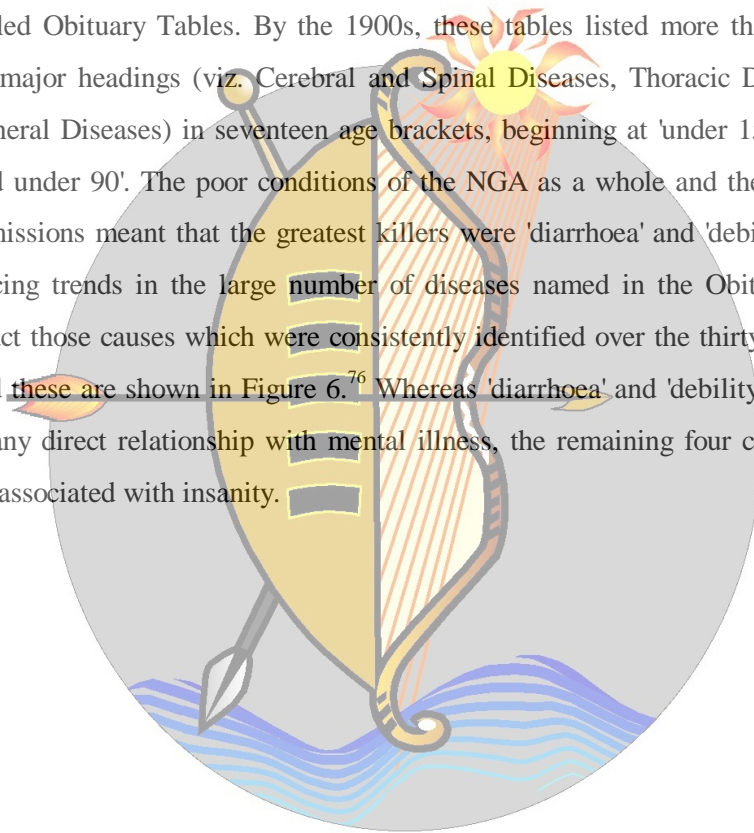 led Obituary Tables. By the 1900s, these tables listed more th
major headings (viz. Cerebral and Spinal Diseases, Thoracic D
neral Diseases) in seventeen age brackets, beginning at 'under 1.
d under 90'. The poor conditions of the NGA as a whole and the
missions meant that the greatest killers were 'diarrhoea' and 'debi
cing trends in the large number of diseases named in the Obit
ct those causes which were consistently identified over the thirty
d these are shown in Figure 6.76 Whereas 'diarrhoea' and 'debility
any direct relationship with mental illness, the remaining four c
associated with insanity.